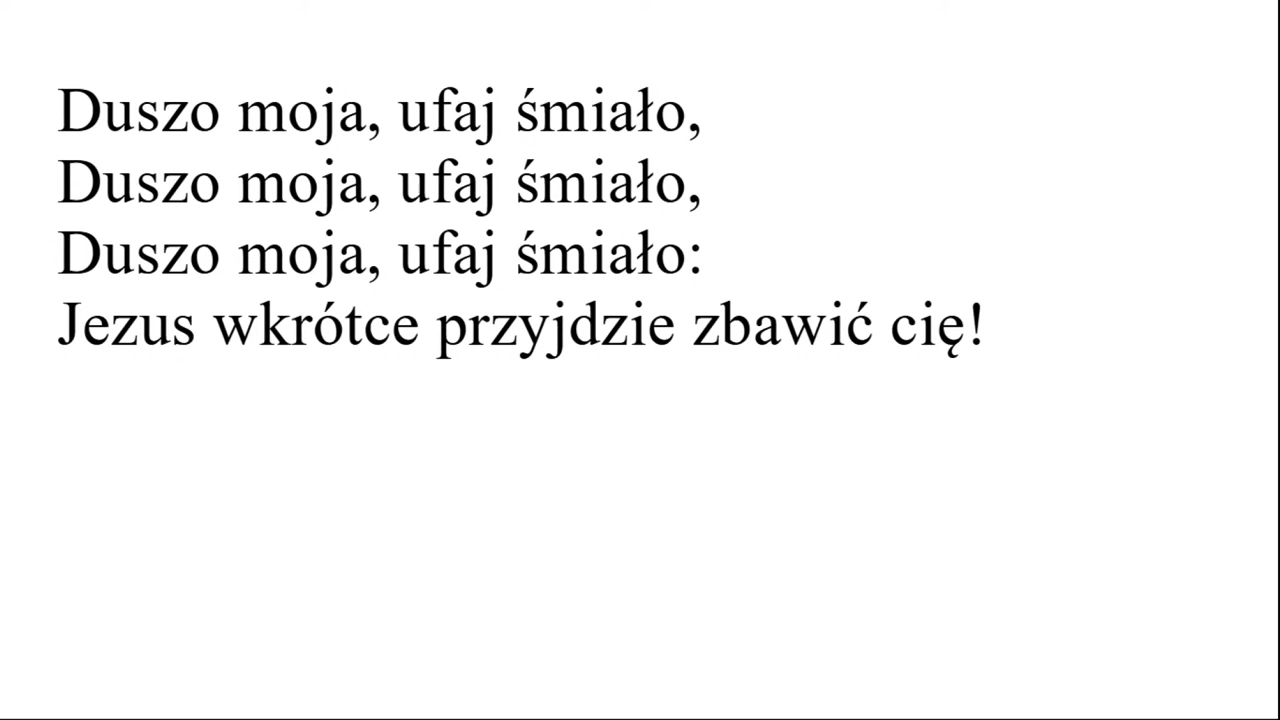 Duszo moja, ufaj śmiało,
Duszo moja, ufaj śmiało,
Duszo moja, ufaj śmiało:
Jezus wkrótce przyjdzie zbawić cię!